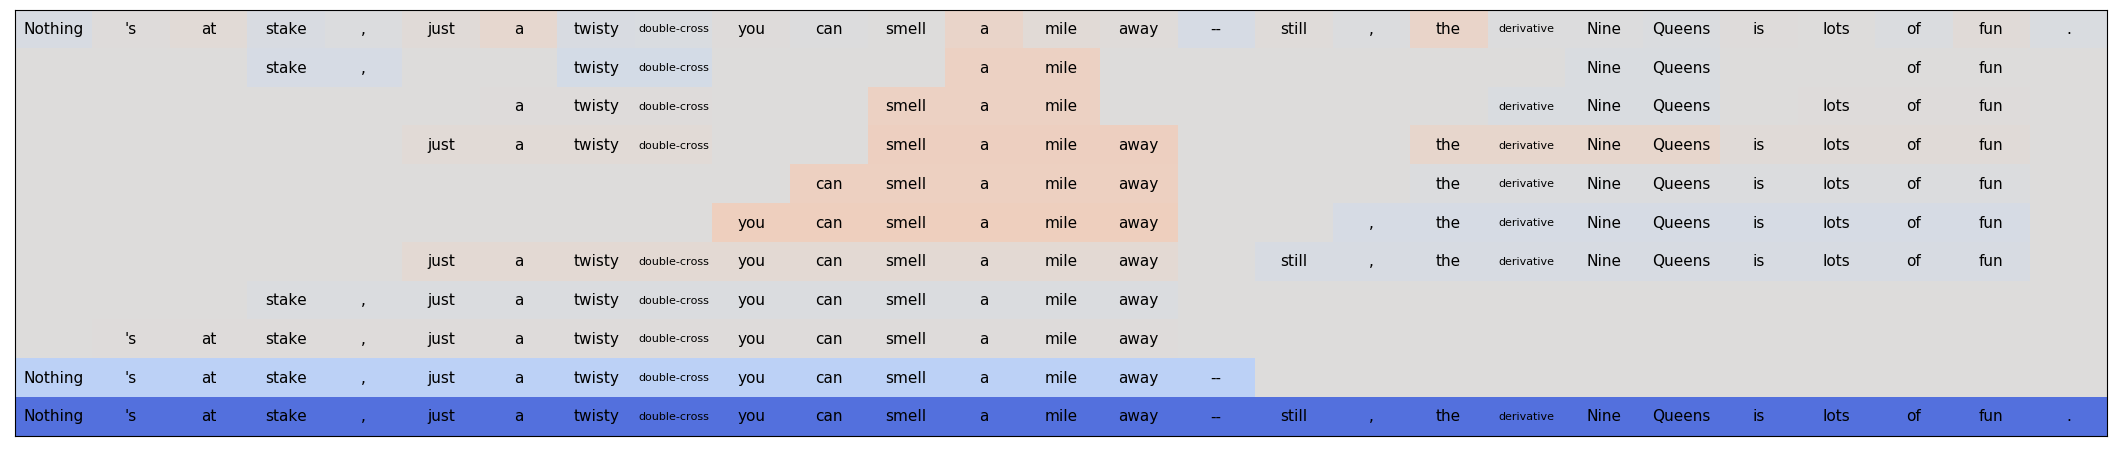 Nothing 's at stake , just a twisty double-cross you can smell a mile away -- still , the derivative Nine Queens is lots of fun .
stake , twisty double-cross a mile Nine Queens of fun
a twisty double-cross smell a mile derivative Nine Queens lots of fun
just a twisty double-cross smell a mile away the derivative Nine Queens is lots of fun
can smell a mile away the derivative Nine Queens is lots of fun
you can smell a mile away , the derivative Nine Queens is lots of fun
just a twisty double-cross you can smell a mile away still , the derivative Nine Queens is lots of fun
stake , just a twisty double-cross you can smell a mile away
's at stake , just a twisty double-cross you can smell a mile away
Nothing 's at stake , just a twisty double-cross you can smell a mile away --
Nothing 's at stake , just a twisty double-cross you can smell a mile away -- still , the derivative Nine Queens is lots of fun .